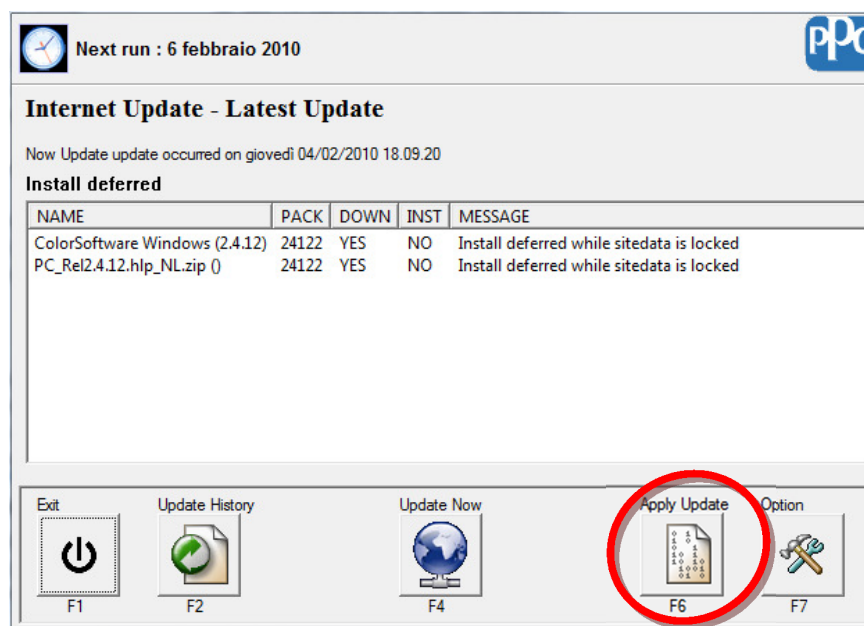 Next run : 6 febbraio 2010
Internet Update - Latest Update
Now Update update occurred on giovedì 04/02/2010 18.09.20
Install deferred
NAME PACK DOWN INST MESSAGE
ColorSoftware Windows (2.4.12) 24122 YES NO Install deferred while sitedata is locked
PC_Rel2.4.12.hlp_NL.zip () 24122 YES NO Install deferred while sitedata is locked
Exit Update History Update Now Apply Update Option
F1 F2 F4 F6 F7